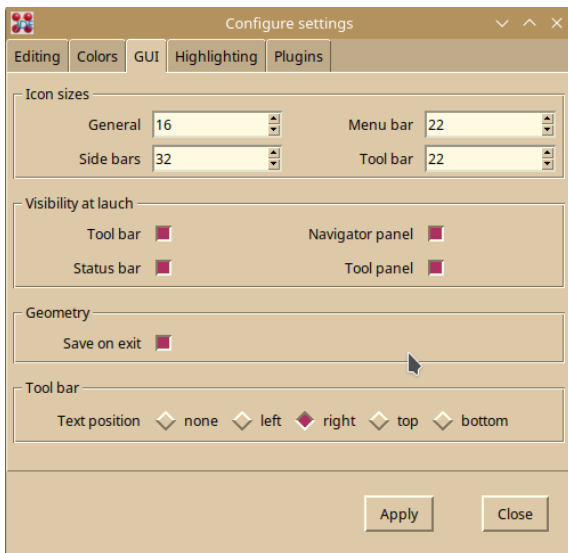 Configure settings
Editing Colors GUI Highlighting Plugins
Icon sizes
General 16 Menu bar 22
Side bars 32 Tool bar 22
Visibility at lauch
Tool bar Navigator panel
Status bar Tool panel
Geometry
Save on exit
Tool bar
Text position none left right top bottom
Apply Close